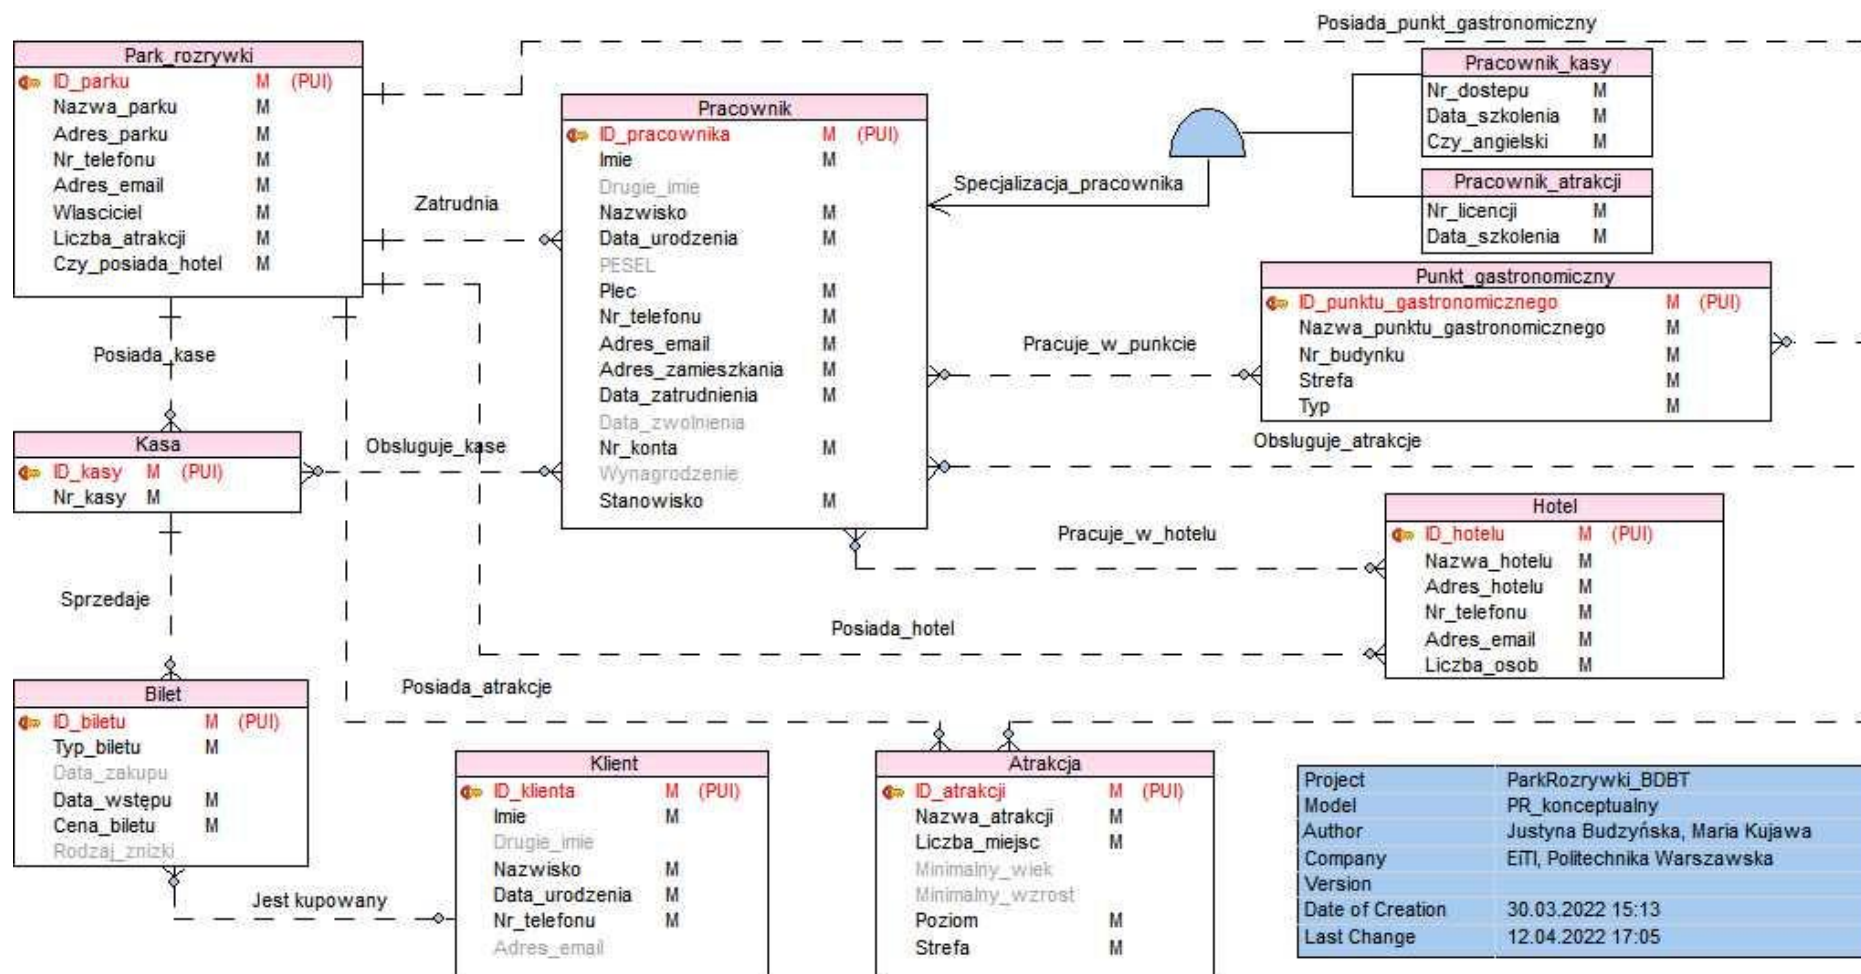 Posiada_punkt_gastronomiczny
Park_rozrywki
ID_parku M (PUI)
Nazwa_parku M
Adres_parku M
Nr_telefonu M
Adres_email M
Wlasciciel M
Liczba_atrakcji M
Czy_posiada_hotel M
Zatrudnia
Pracownik
ID_pracownika M (PUI)
Imie M
Drugie_imie
Nazwisko M
Data_urodzenia M
PESEL
Plec M
Nr_telefonu M
Adres_email M
Adres_zamieszkania M
Data_zatrudnienia M
Data_zwolnienia
Nr_konta M
Wynagrodzenie
Stanowisko M
Specjalizacja_pracownika
Pracownik_kasy
Nr_dostepu M
Data_szkolenia M
Czy_angielski M
Pracownik_atrakcji
Nr_licencji M
Data_szkolenia M
Punkt_gastronomiczny
ID_punktu_gastronomicznego M (PUI)
Nazwa_punktu_gastronomicznego M
Nr_budynku M
Strefa M
Typ M
Pracuje_w_punkcie
Obsluguje_atrakcje
Posiada_kase
Kasa
ID_kasy M (PUI)
Nr_kasy M
Obsluguje_kase
Pracuje_w_hotelu
Hotel
ID_hotelu M (PUI)
Nazwa_hotelu M
Adres_hotelu M
Nr_telefonu M
Adres_email M
Liczba_osob M
Sprzedaje
Posiada_hotel
Posiada_atrakcje
Bilet
ID_biletu M (PUI)
Typ_biletu M
Data_zakupu
Data_wstępu M
Cena_biletu M
Rodzaj_znizki
Jest kupowany
Klient
ID_klienta M (PUI)
Imie M
Drugie_imie
Nazwisko M
Data_urodzenia M
Nr_telefonu M
Adres_email
Atrakcja
ID_atrakcji M (PUI)
Nazwa_atrakcji M
Liczba_miejsc M
Minimalny_wiek
Minimalny_wzrost
Poziom M
Strefa M
Project ParkRozrywki_BDBT
Model PR_konceptualny
Author Justyna Budzyńska, Maria Kujawa
Company EiTI, Politechnika Warszawska
Version
Date of Creation 30.03.2022 15:13
Last Change 12.04.2022 17:05